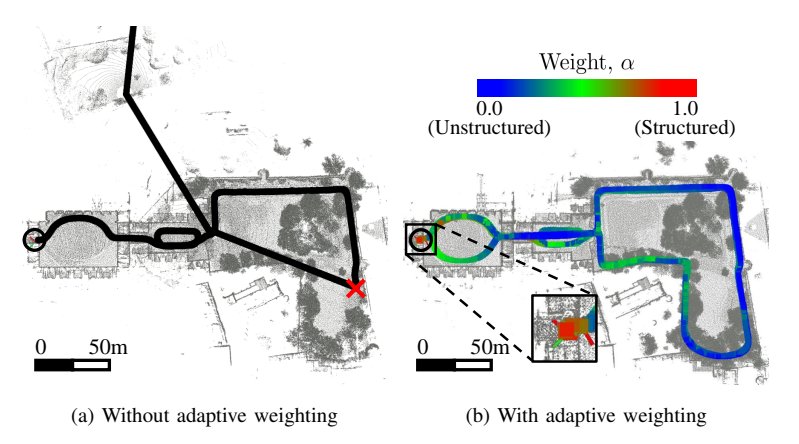 Weight, α
0.0
1.0
(Unstructured)
(Structured)
0
50m
0
50m
(a) Without adaptive weighting
(b) With adaptive weighting